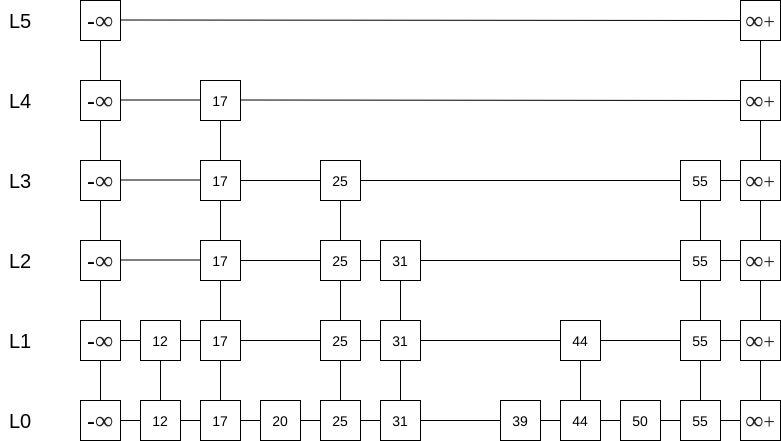 L5 -∞ ∞+
L4 -∞ 17 ∞+
L3 -∞ 17 25 55 ∞+
L2 -∞ 17 25 31 55 ∞+
L1 -∞ 12 17 25 31 44 55 ∞+
L0 -∞ 12 17 20 25 31 39 44 50 55 ∞+